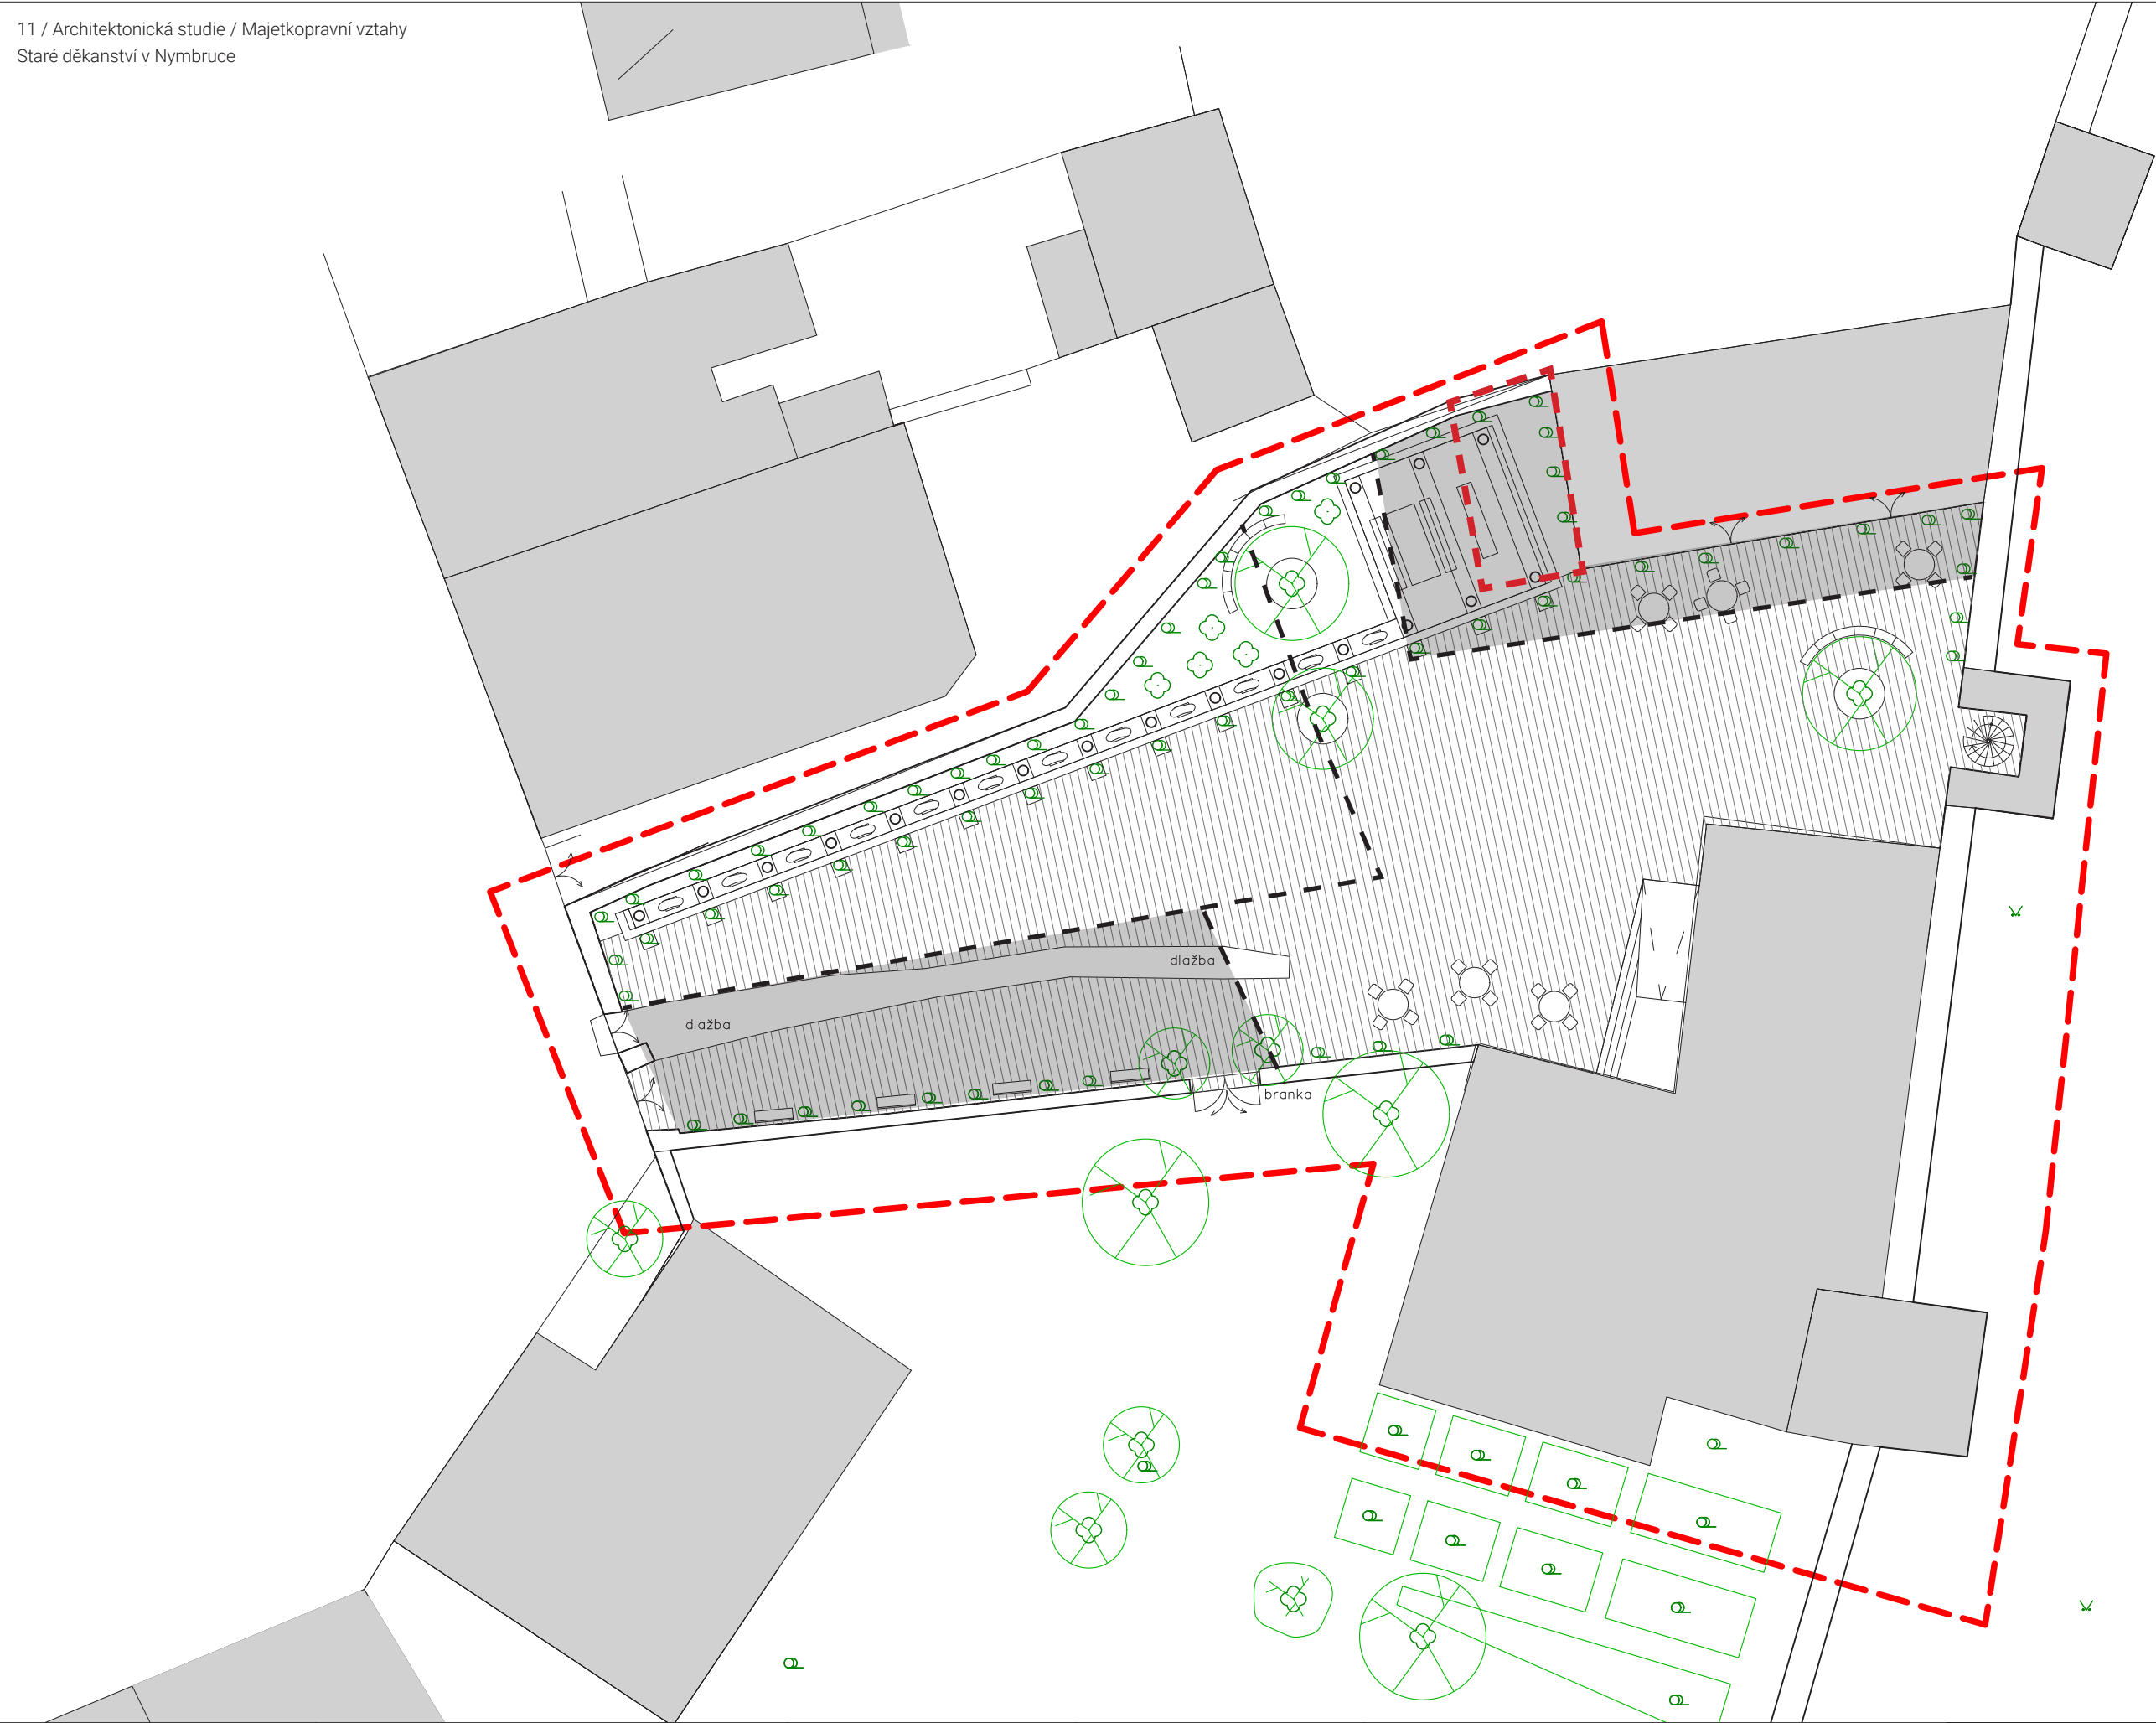 11 / Architektonická studie / Majetkopravní vztahy
Staré děkanství v Nymbruce
dlažba
dlažba
branka